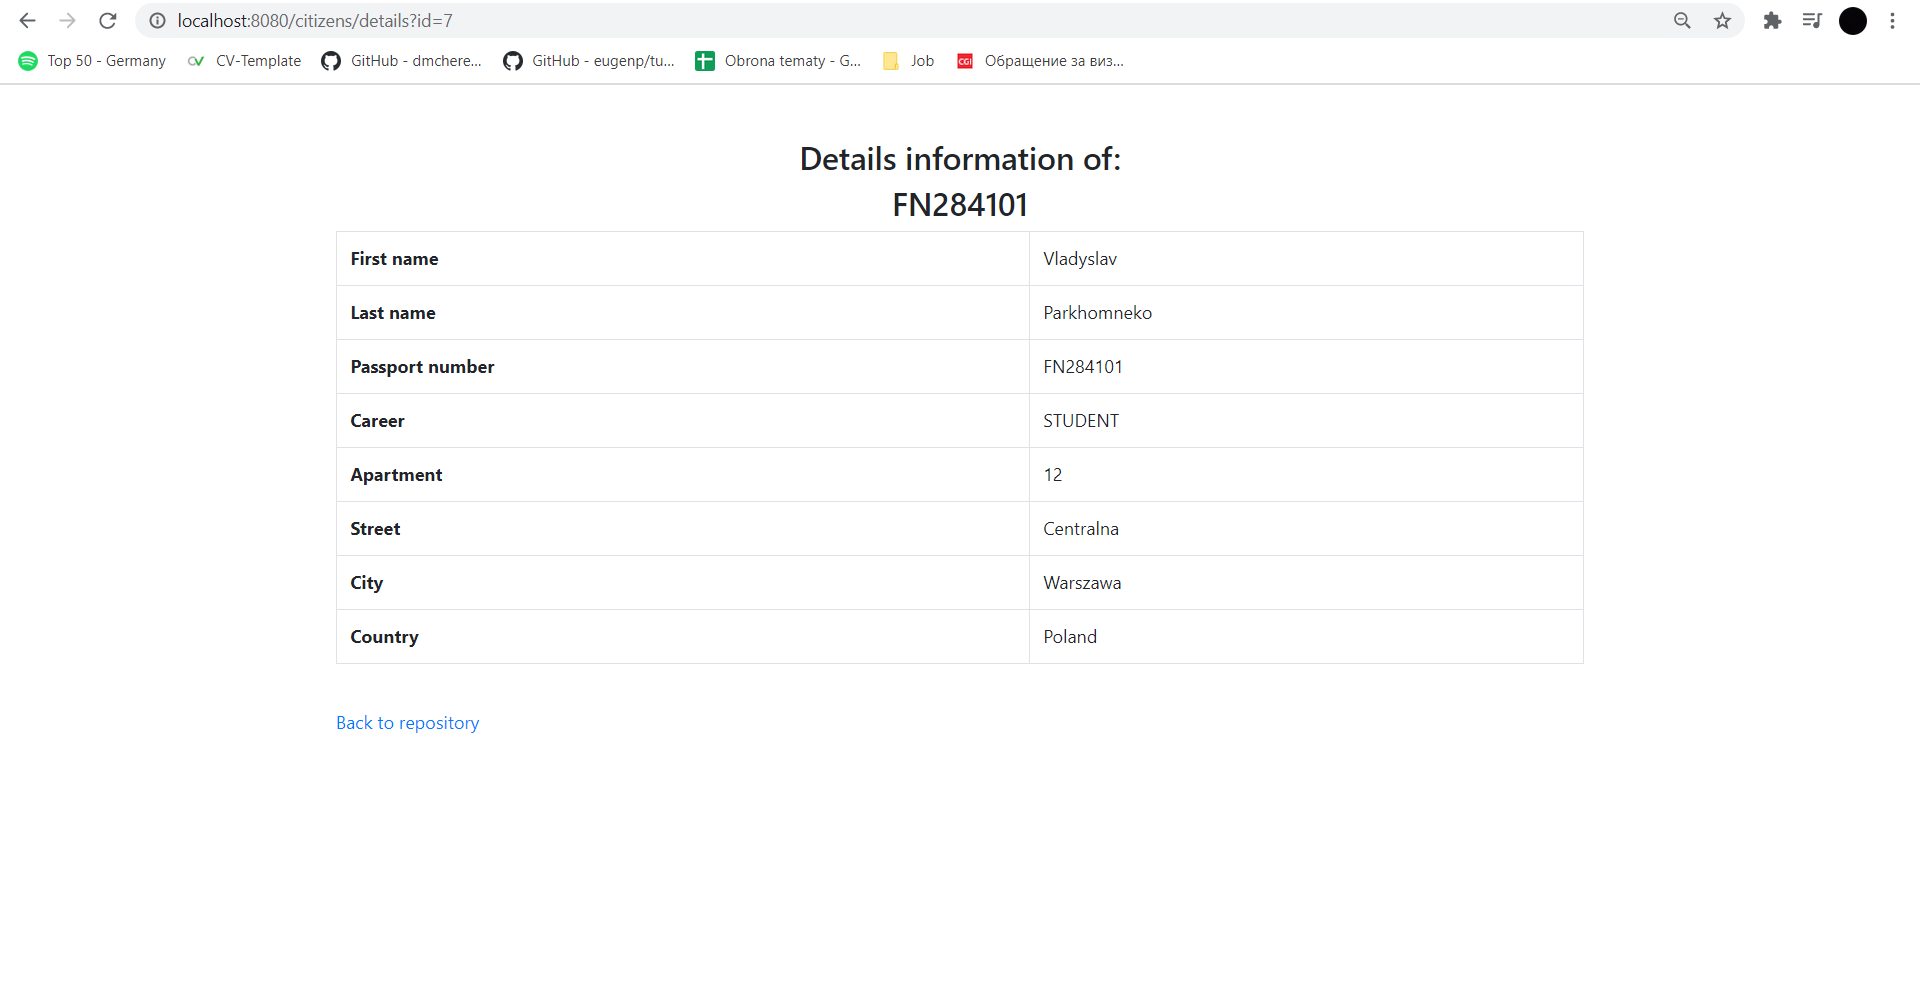 localhost:8080/citizens/details?id=7
Top 50 - Germany CV-Template GitHub - dmchere... GitHub - eugenp/tu... Obrona tematy - G... Job CGI Обращение за виз...
Details information of:
FN284101
First name Vladyslav
Last name Parkhomneko
Passport number FN284101
Career STUDENT
Apartment 12
Street Centralna
City Warszawa
Country Poland
Back to repository